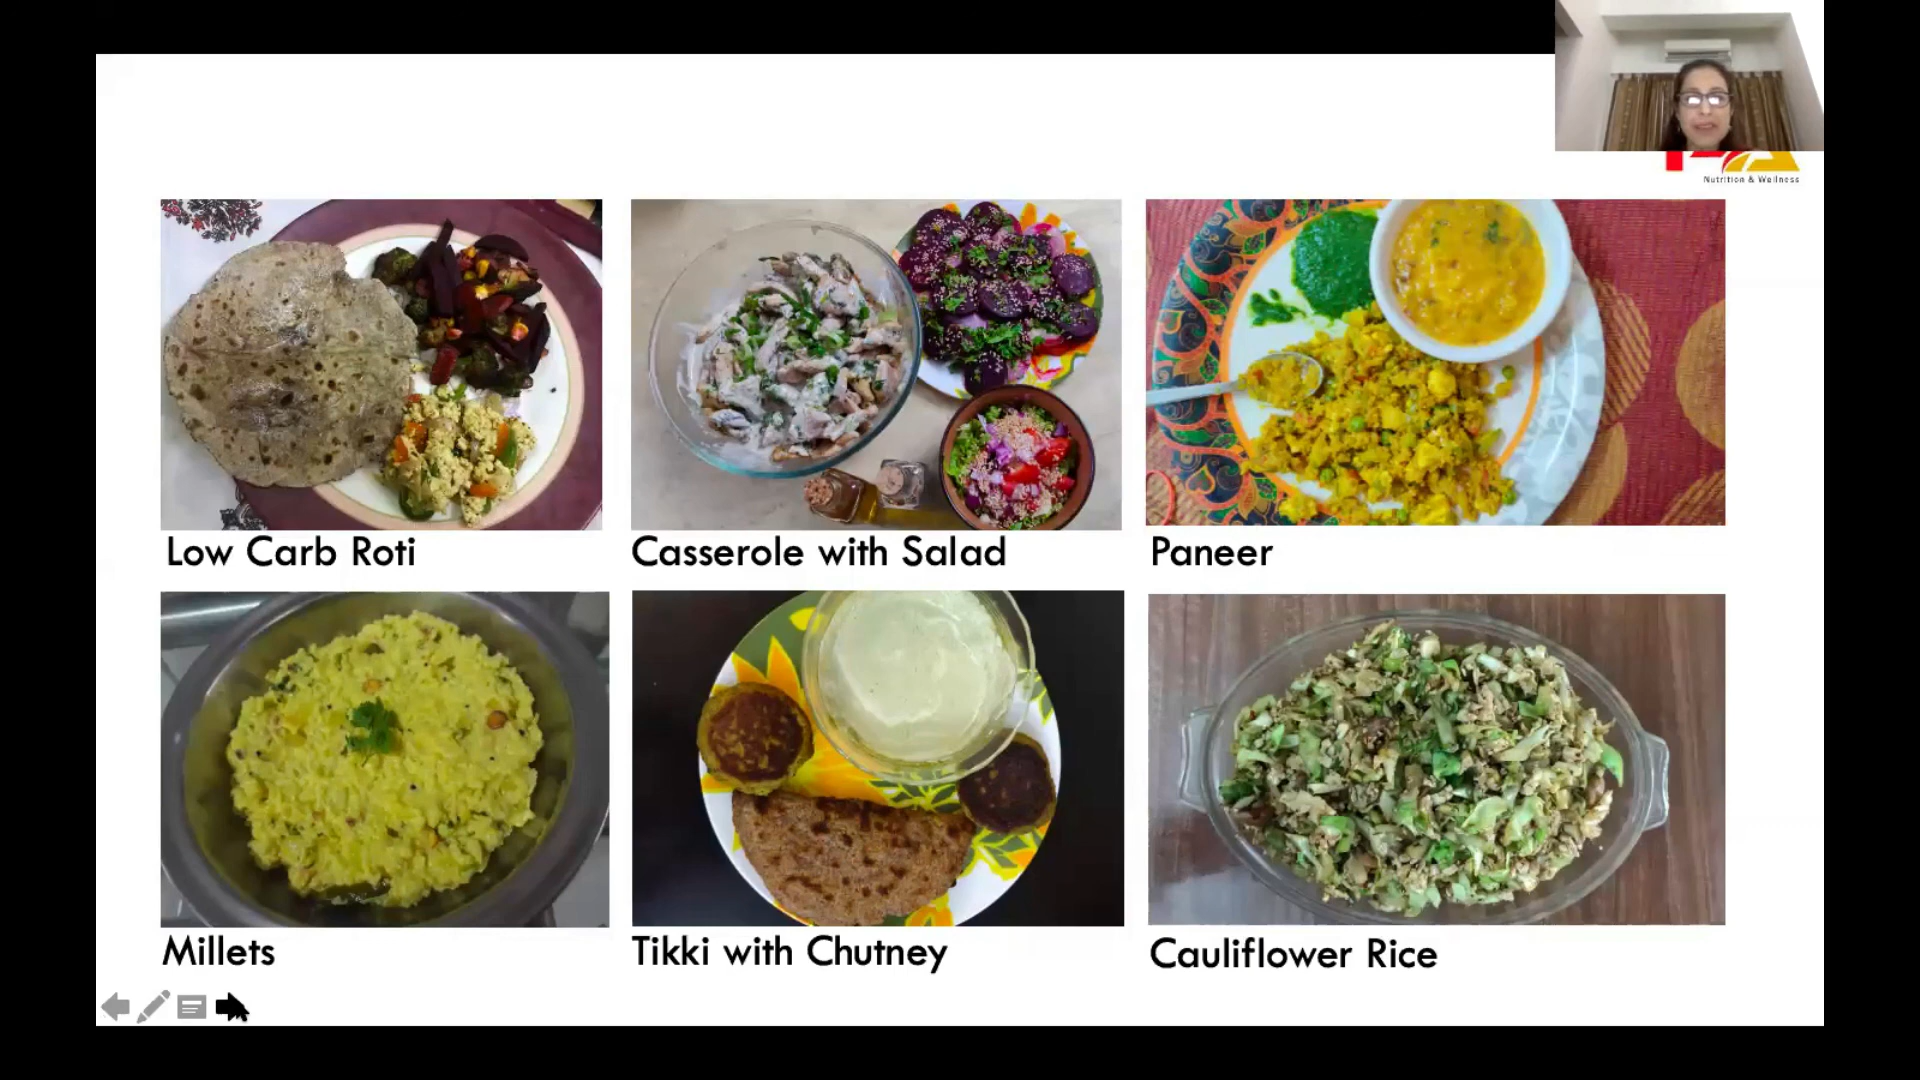 Nutrition & Wellness
Low Carb Roti
Casserole with Salad
Paneer
Millets
Tikki with Chutney
Cauliflower Rice